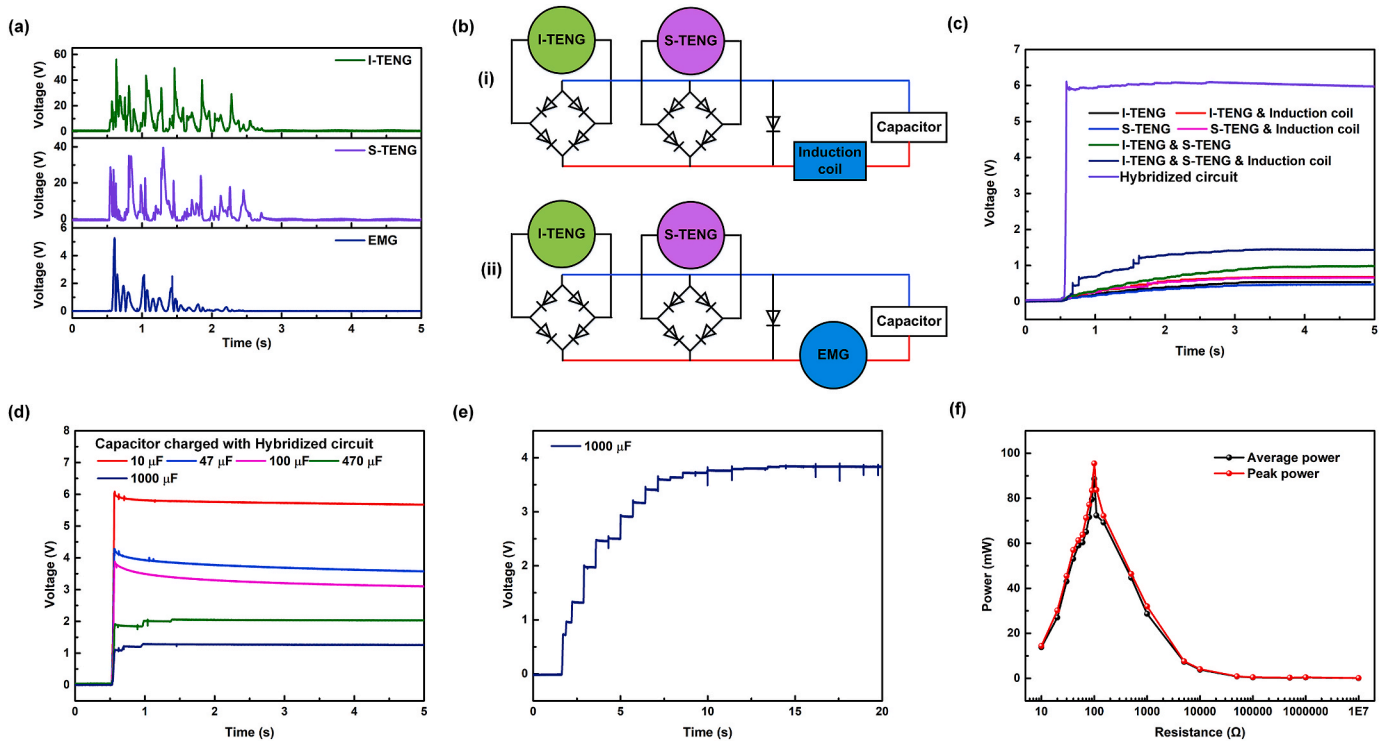 (a)
60
40
20
0
Voltage (V)
I-TENG
40
20
0
Voltage (V)
S-TENG
6
4
2
0
Voltage (V)
EMG
0 1 2 3 4 5
Time (s)
(b)
(i)
I-TENG
S-TENG
Induction
coil
Capacitor
(ii)
I-TENG
S-TENG
EMG
Capacitor
(c)
7
6
5
4
3
2
1
0
Voltage (V)
I-TENG I-TENG & Induction coil
S-TENG S-TENG & Induction coil
I-TENG & S-TENG
I-TENG & S-TENG & Induction coil
Hybridized circuit
0 1 2 3 4 5
Time (s)
(d)
8
7
6
5
4
3
2
1
0
Voltage (V)
Capacitor charged with Hybridized circuit
10 μF 47 μF 100 μF 470 μF
1000 μF
0 1 2 3 4 5
Time (s)
(e)
4
3
2
1
0
Voltage (V)
1000 μF
0 5 10 15 20
Time (s)
(f)
100
80
60
40
20
0
Power (mW)
Average power
Peak power
10 100 1000 10000 100000 1000000 1E7
Resistance (Ω)